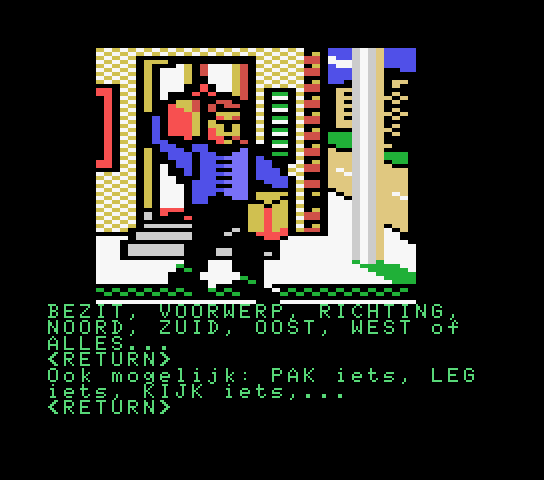 BEZIT, VOORWERP, RICHTING,
NOORD, ZUID, OOST, WEST of
ALLES...
<RETURN>
Ook mogelijk: PAK iets, LEG
iets, KIJK iets,...
<RETURN>